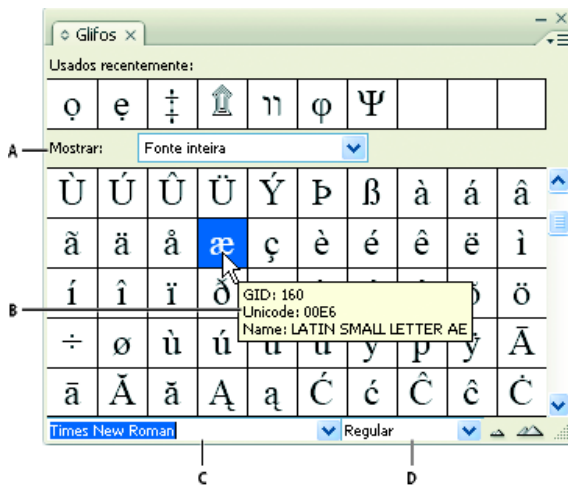 Glifos
Usados recentemente:
ọ ẹ ‡ װ φ Ψ
A Mostrar: Fonte inteira
Ù Ú Û Ü Ý Þ ß à á â
ã ä å æ ç è é ê ë ì
í î ï ð ö
B
GID: 160
Unicode: 00E6
Name: LATIN SMALL LETTER AE
÷ ø ù ú þ ÿ Ā
ā Ă ă Ą ą Ć ć Ĉ ĉ Ċ
Times New Roman Regular
C D